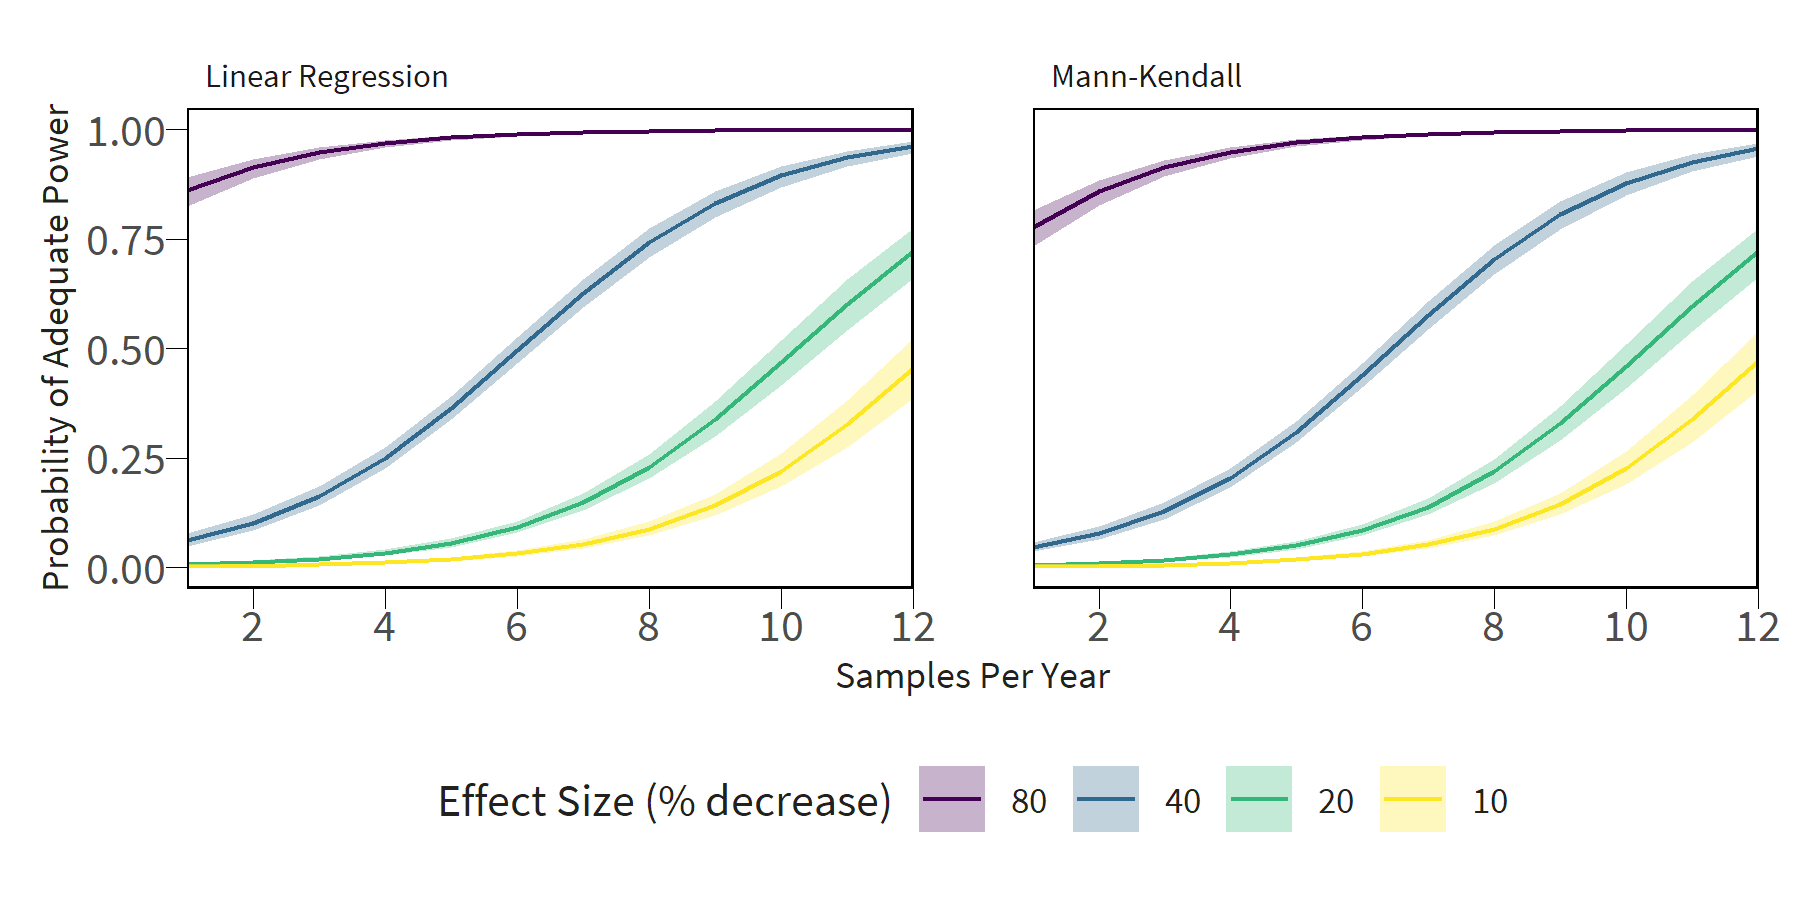 Linear Regression
Mann-Kendall
Probability of Adequate Power
1.00
0.75
0.50
0.25
0.00
2 4 6 8 10 12
2 4 6 8 10 12
Samples Per Year
Effect Size (% decrease) 80 40 20 10